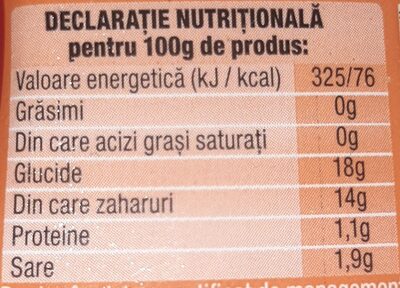 DECLARAȚIE NUTRIȚIONALĂ
pentru 100g de produs:
Valoare energetică (kJ / kcal) 325/76
Grăsimi 0g
Din care acizi grași saturați 0g
Glucide 18g
Din care zaharuri 14g
Proteine 1,1g
Sare 1,9g